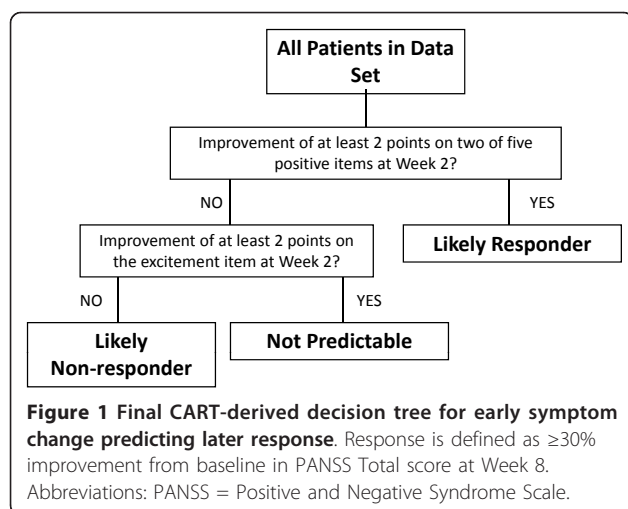 All Patients in Data
Set
Improvement of at least 2 points on two of five
positive items at Week 2?
NO
YES
Improvement of at least 2 points on
the excitement item at Week 2?
Likely Responder
NO
YES
Likely
Non-responder
Not Predictable
Figure 1 Final CART-derived decision tree for early symptom
change predicting later response. Response is defined as ≥30%
improvement from baseline in PANSS Total score at Week 8.
Abbreviations: PANSS = Positive and Negative Syndrome Scale.